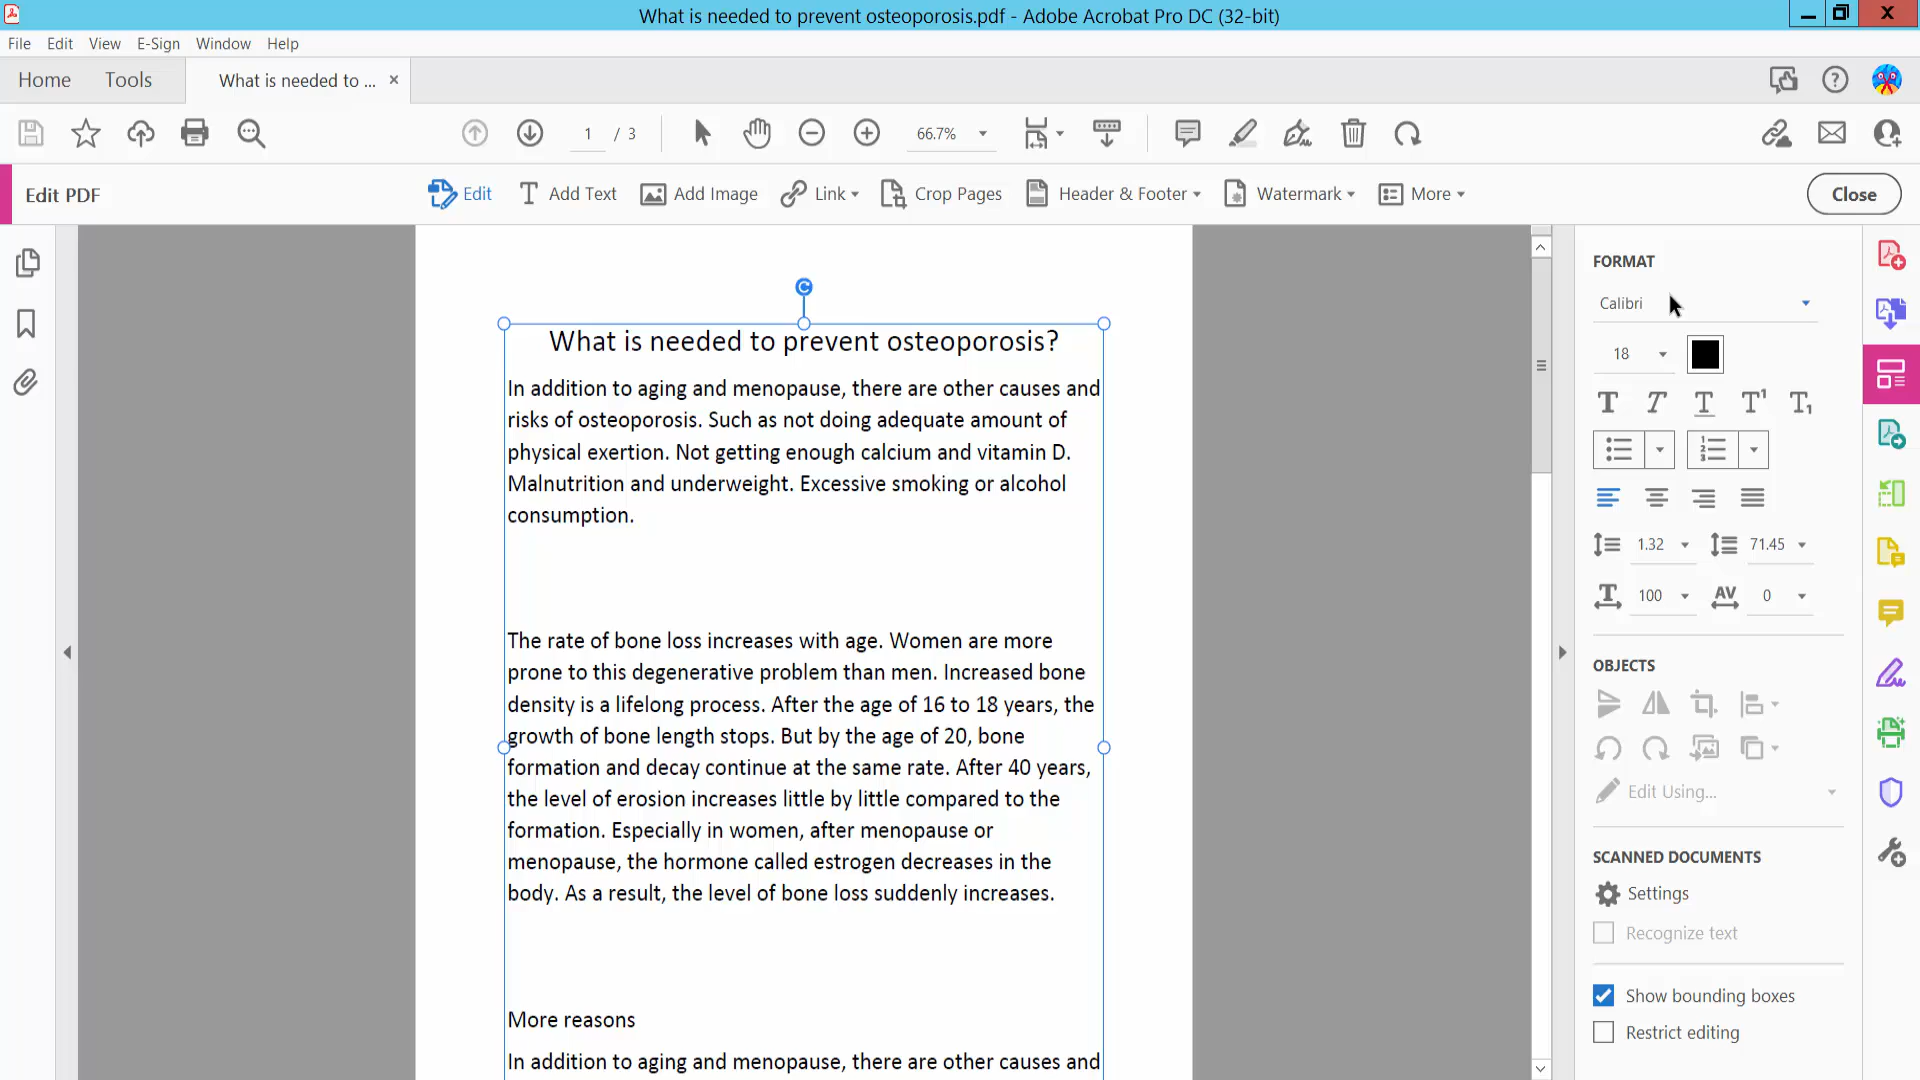 What is needed to prevent osteoporosis.pdf - Adobe Acrobat Pro DC (32-bit)
File Edit View E-Sign Window Help
Home Tools What is needed to ... ×
1 / 3 66.7%
Edit PDF Edit Add Text Add Image Link Crop Pages Header & Footer Watermark More Close
FORMAT
Calibri
18
1.32 71.45
100 0
OBJECTS
Edit Using...
SCANNED DOCUMENTS
Settings
Recognize text
Show bounding boxes
Restrict editing
What is needed to prevent osteoporosis?
In addition to aging and menopause, there are other causes and
risks of osteoporosis. Such as not doing adequate amount of
physical exertion. Not getting enough calcium and vitamin D.
Malnutrition and underweight. Excessive smoking or alcohol
consumption.
The rate of bone loss increases with age. Women are more
prone to this degenerative problem than men. Increased bone
density is a lifelong process. After the age of 16 to 18 years, the
growth of bone length stops. But by the age of 20, bone
formation and decay continue at the same rate. After 40 years,
the level of erosion increases little by little compared to the
formation. Especially in women, after menopause or
menopause, the hormone called estrogen decreases in the
body. As a result, the level of bone loss suddenly increases.
More reasons
In addition to aging and menopause, there are other causes and